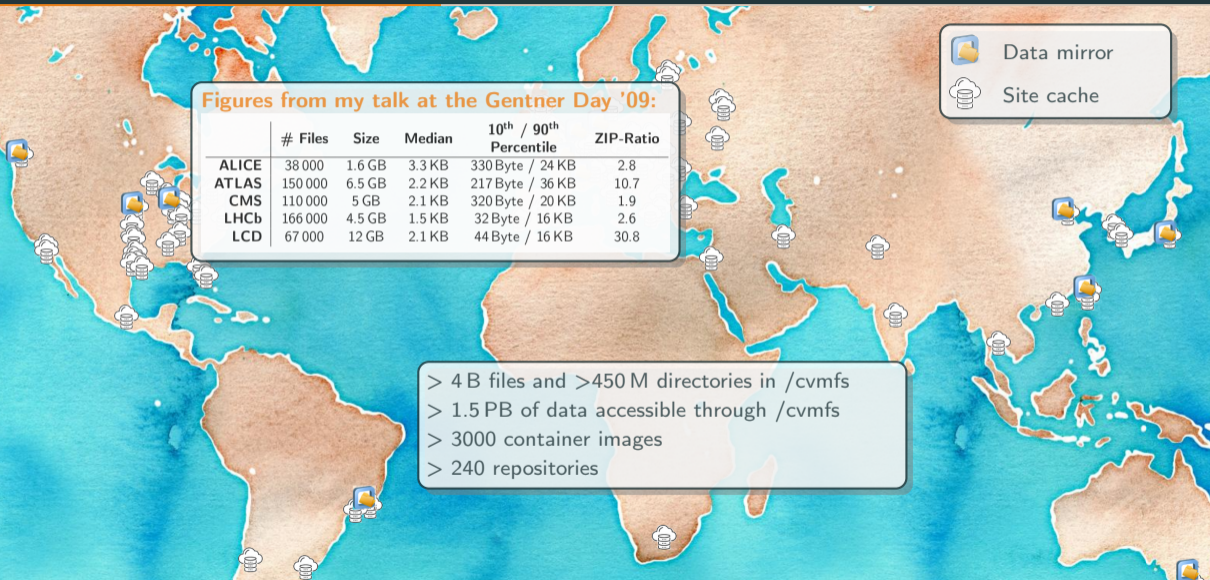 Data mirror
Site cache
Figures from my talk at the Gentner Day '09:
# Files Size Median 10th / 90th Percentile ZIP-Ratio
ALICE 38 000 1.6 GB 3.3 KB 330 Byte / 24 KB 2.8
ATLAS 150 000 6.5 GB 2.2 KB 217 Byte / 36 KB 10.7
CMS 110 000 5 GB 2.1 KB 320 Byte / 20 KB 1.9
LHCb 166 000 4.5 GB 1.5 KB 32 Byte / 16 KB 2.6
LCD 67 000 12 GB 2.1 KB 44 Byte / 16 KB 30.8
> 4 B files and >450 M directories in /cvmfs
> 1.5 PB of data accessible through /cvmfs
> 3000 container images
> 240 repositories